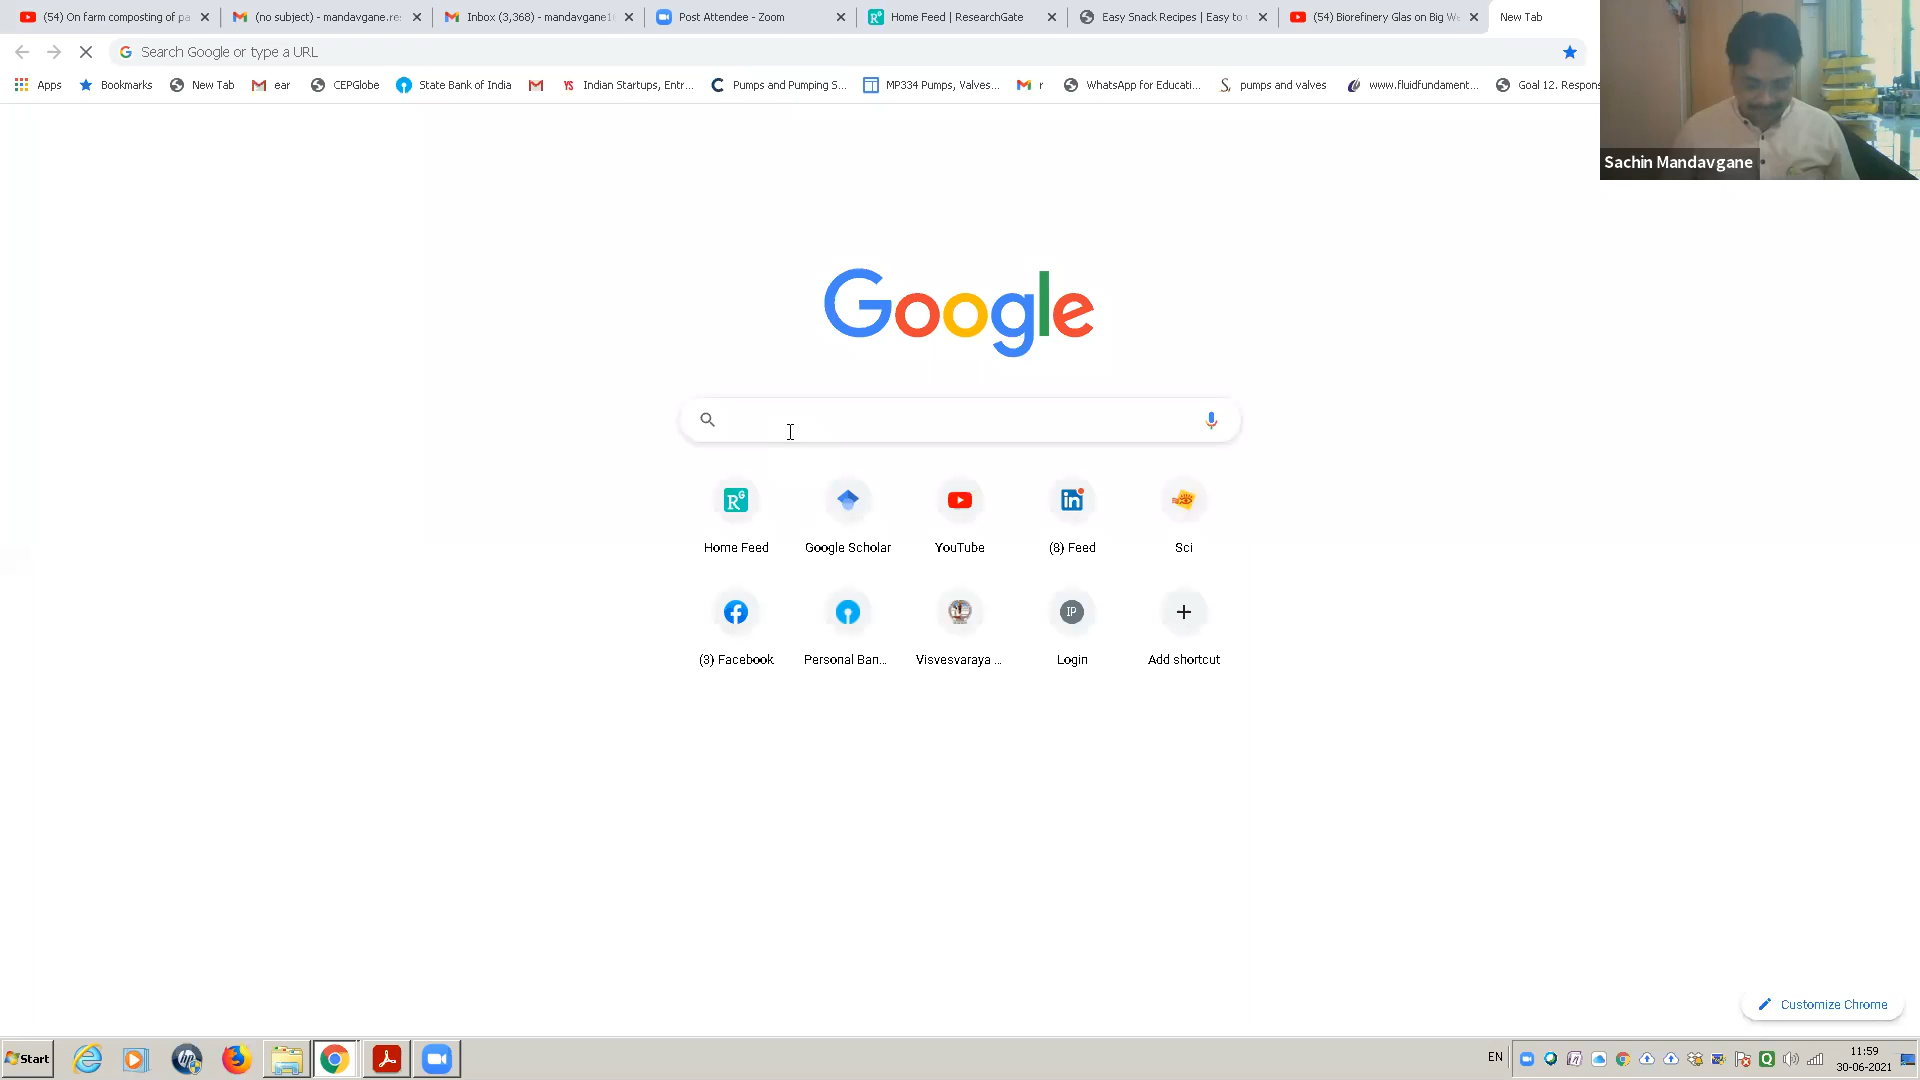 (54) On farm composting of pa
(no subject) - mandavgane.re
Inbox (3,368) - mandavgane1
Post Attendee - Zoom
Home Feed | ResearchGate
Easy Snack Recipes | Easy to
(54) Biorefinery Glas on Big We
New Tab
Search Google or type a URL
Apps
Bookmarks
New Tab
ear
CEPGlobe
State Bank of India
Indian Startups, Entr...
Pumps and Pumping S...
MP334 Pumps, Valves...
r
WhatsApp for Educati...
pumps and valves
www.fluidfundament...
Goal 12. Respons
Sachin Mandavgane
Google
Home Feed
Google Scholar
YouTube
(8) Feed
Sci
(3) Facebook
Personal Ban...
Visvesvaraya ...
IP
Login
Add shortcut
Customize Chrome
Start
EN
11:59
30-06-2021